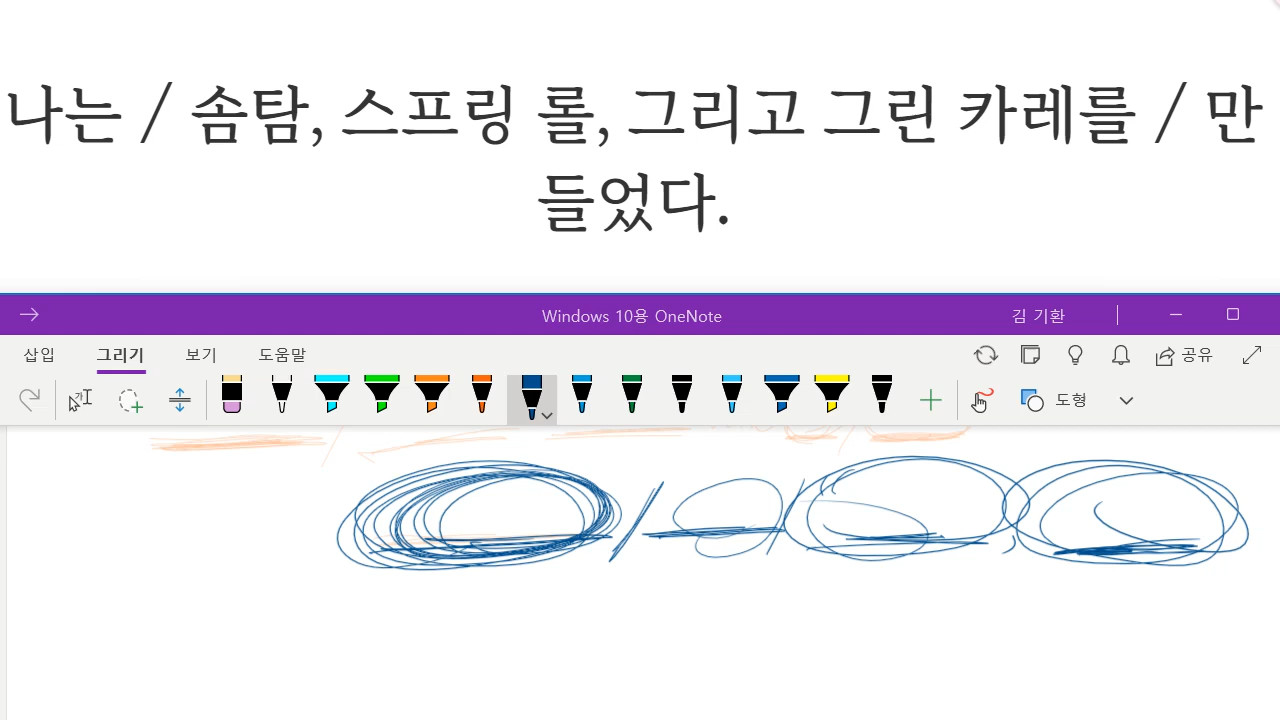 나는 / 솜탐, 스프링 롤, 그리고 그린 카레를 / 만
들었다.
Windows 10용 OneNote 김 기환
삽입 그리기 보기 도움말 공유
가 도형